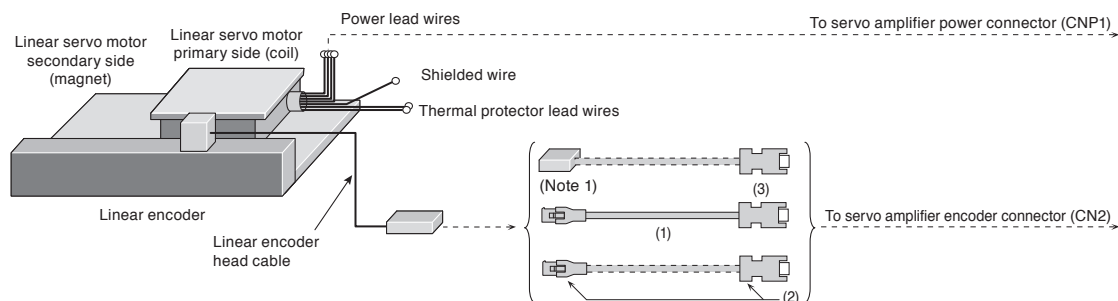 Power lead wires
To servo amplifier power connector (CNP1)
Linear servo motor
secondary side
(magnet)
Linear servo motor
primary side (coil)
Shielded wire
Thermal protector lead wires
(Note 1)
(3)
Linear encoder
(1)
To servo amplifier encoder connector (CN2)
Linear encoder
head cable
(2)